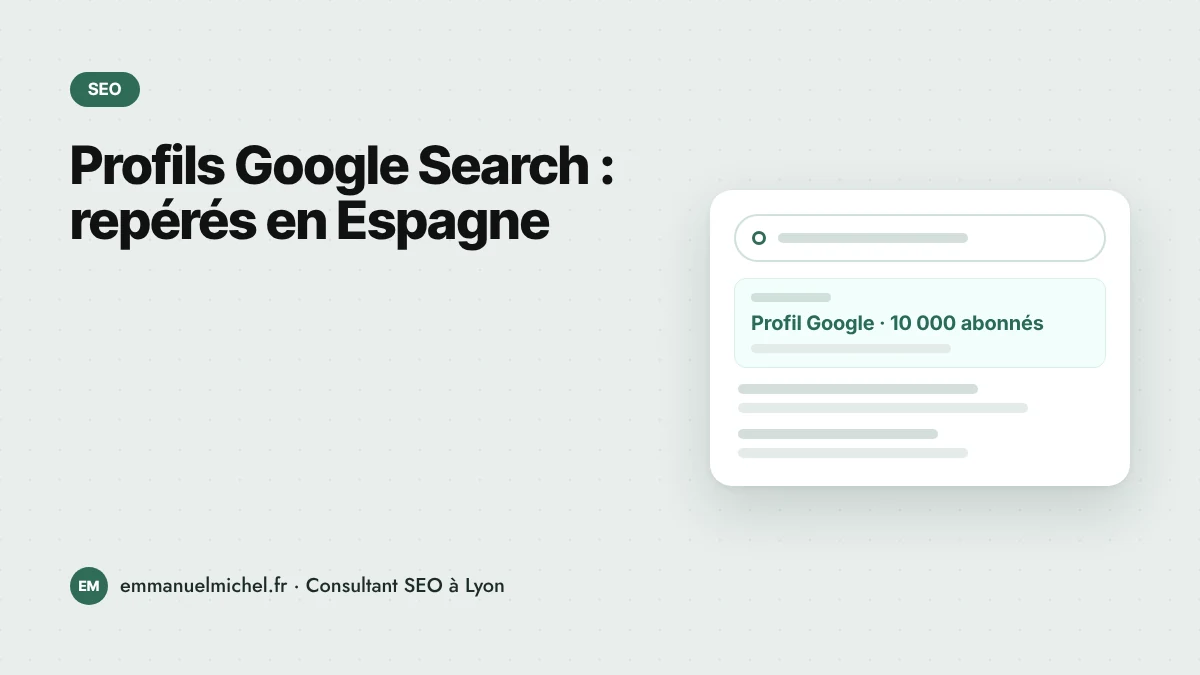 SEO
Profils Google Search :
repérés en Espagne
Profil Google · 10 000 abonnés
EM
emmanuelmichel.fr · Consultant SEO à Lyon